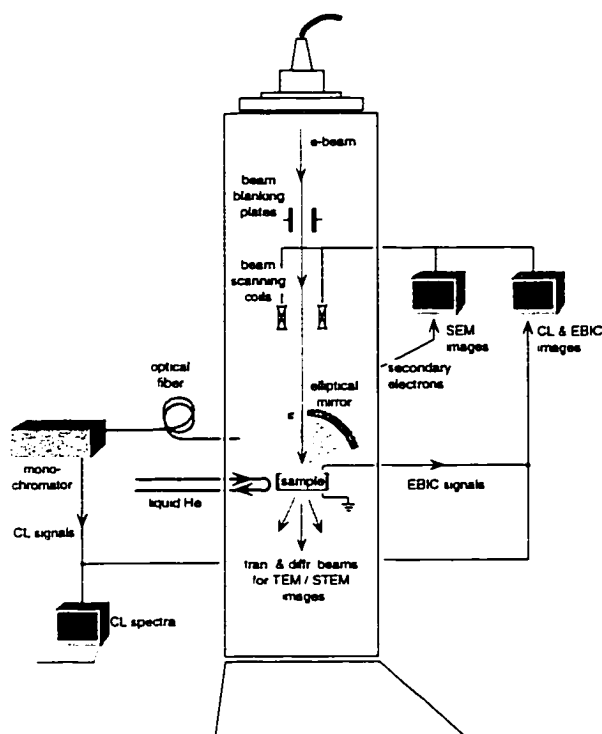 e-beam
beam
blanking
plates
beam
scanning
coils
SEM
images
CL & EBIC
images
secondary
electrons
optical
fiber
elliptical
mirror
mono-
chromator
liquid He
sample
EBIC signals
CL signals
tran & diffr beams
for TEM / STEM
images
CL spectra